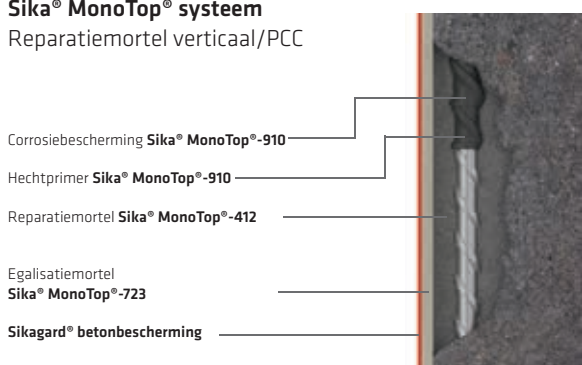 Sika® MonoTop® systeem
Reparatiemortel verticaal/PCC
Corrosiebescherming Sika® MonoTop®-910
Hechtprimer Sika® MonoTop®-910
Reparatiemortel Sika® MonoTop®-412
Egalisatiemortel
Sika® MonoTop®-723
Sikagard® betonbescherming